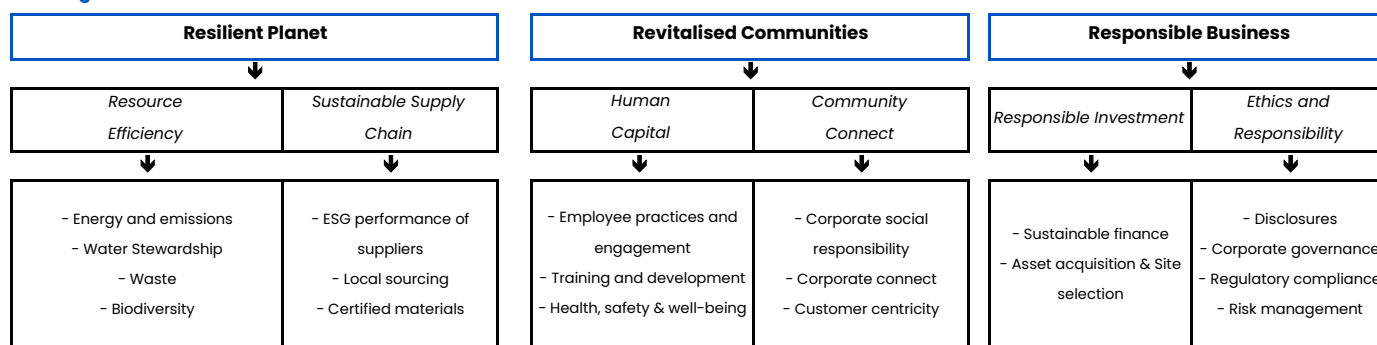 Resilient Planet
Resource
Efficiency
Sustainable Supply
Chain
- Energy and emissions
- Water Stewardship
- Waste
- Biodiversity
- ESG performance of
suppliers
- Local sourcing
- Certified materials
Revitalised Communities
Human
Capital
Community
Connect
- Employee practices and
engagement
- Training and development
- Health, safety & well-being
- Corporate social
responsibility
- Corporate connect
- Customer centricity
Responsible Business
Responsible Investment
Ethics and
Responsibility
- Sustainable finance
- Asset acquisition & Site
selection
- Disclosures
- Corporate governance
- Regulatory compliance
- Risk management